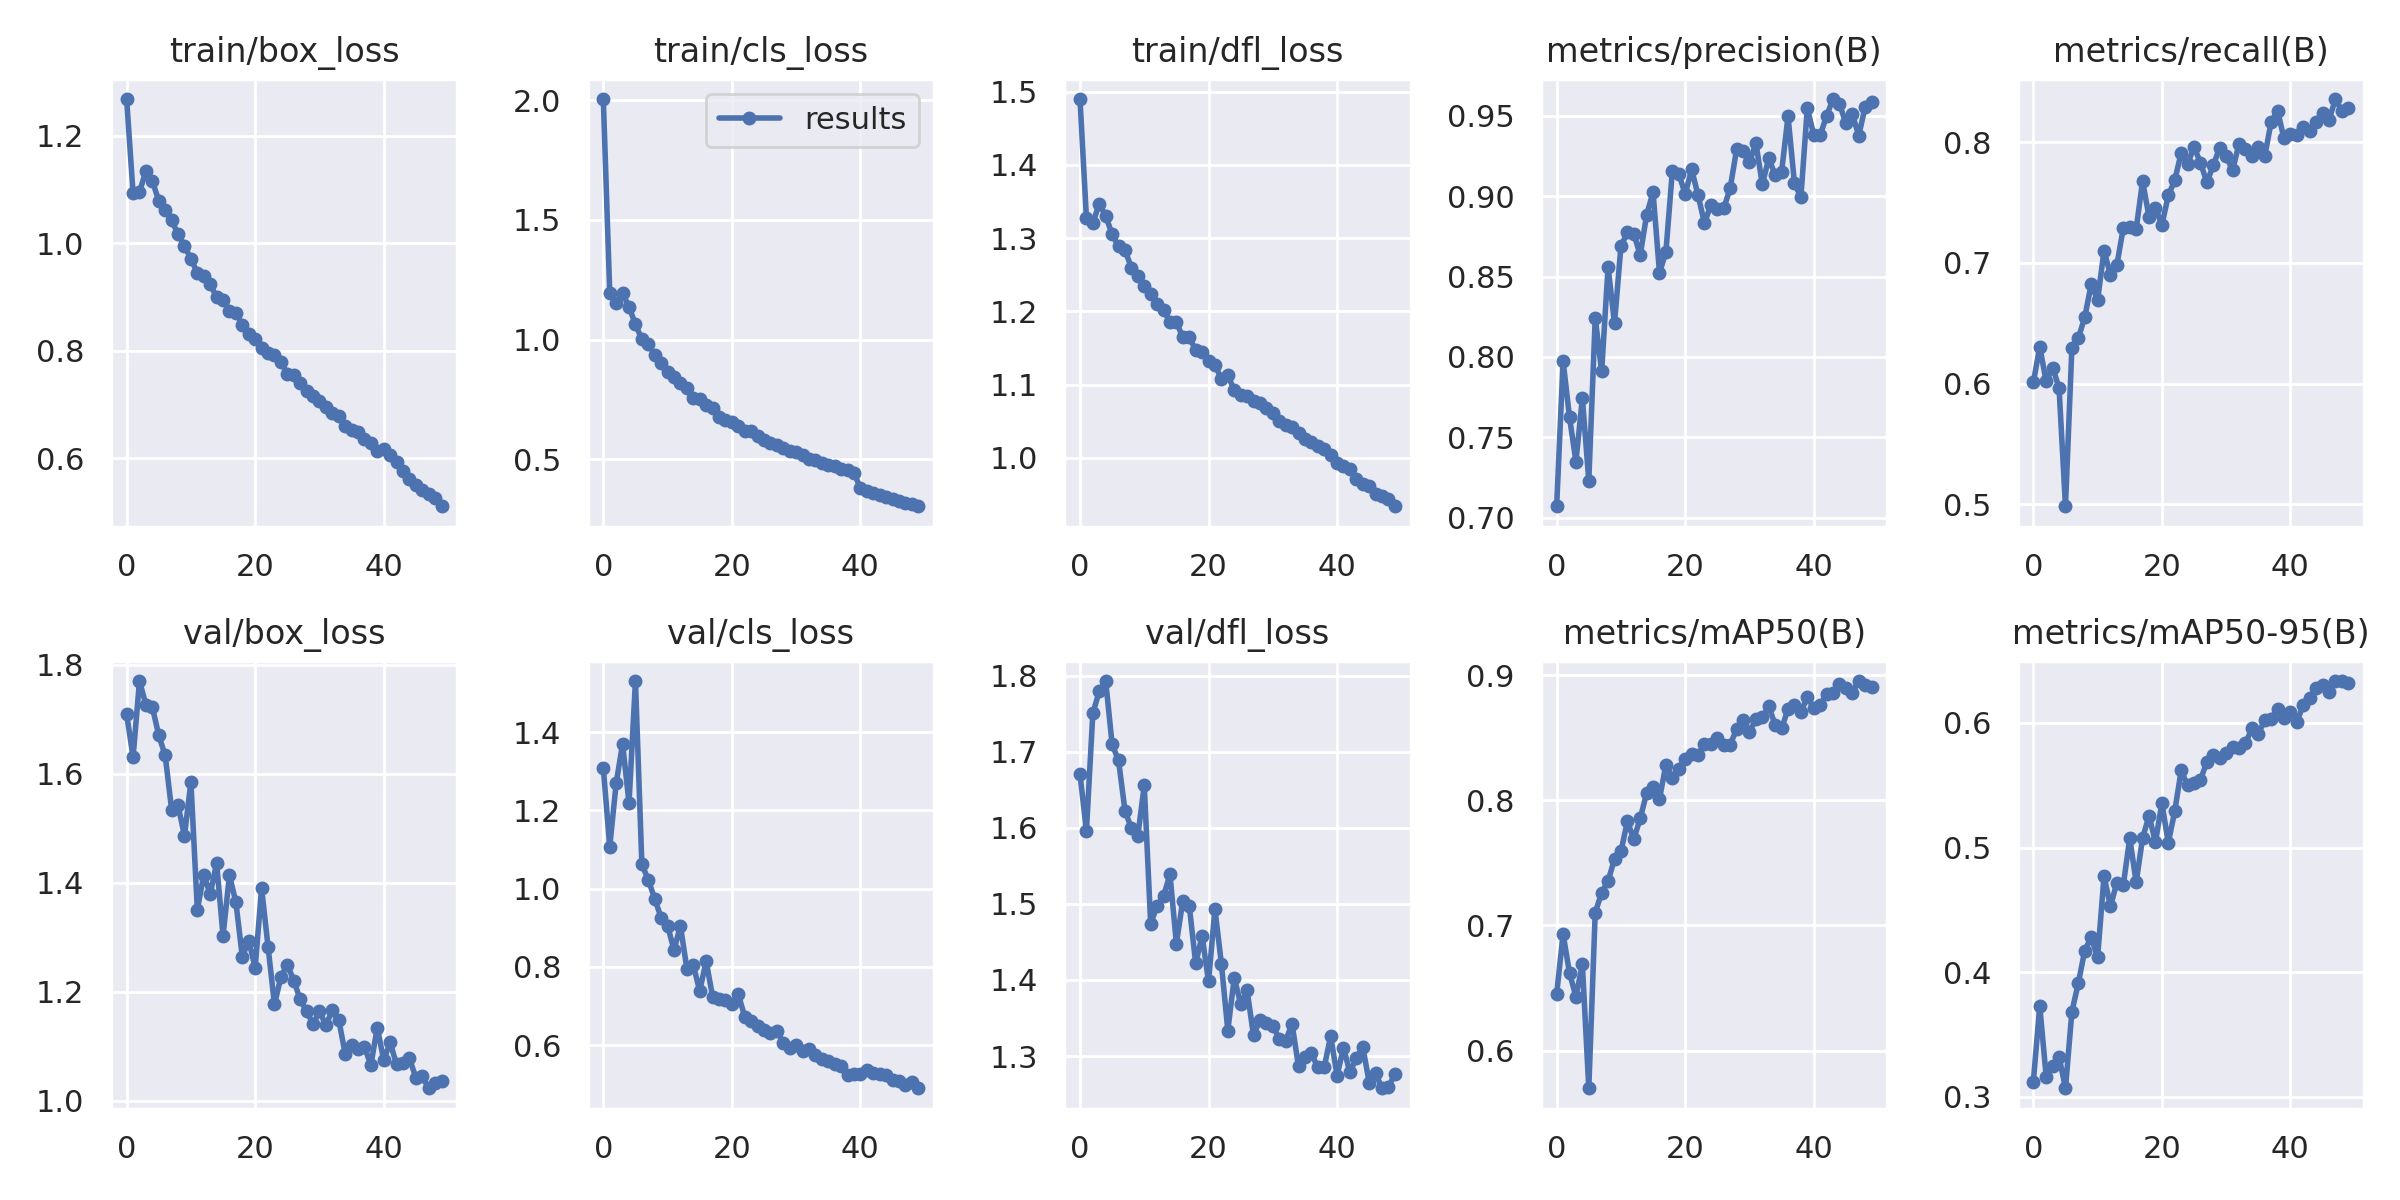 train/box_loss
train/cls_loss
train/dfl_loss
metrics/precision(B)
metrics/recall(B)
1.2
1.0
0.8
0.6
0 20 40
2.0
1.5
1.0
0.5
0 20 40
results
1.5
1.4
1.3
1.2
1.1
1.0
0 20 40
0.95
0.90
0.85
0.80
0.75
0.70
0 20 40
0.8
0.7
0.6
0.5
0 20 40
val/box_loss
val/cls_loss
val/dfl_loss
metrics/mAP50(B)
metrics/mAP50-95(B)
1.8
1.6
1.4
1.2
1.0
0 20 40
1.4
1.2
1.0
0.8
0.6
0 20 40
1.8
1.7
1.6
1.5
1.4
1.3
0 20 40
0.9
0.8
0.7
0.6
0 20 40
0.6
0.5
0.4
0.3
0 20 40